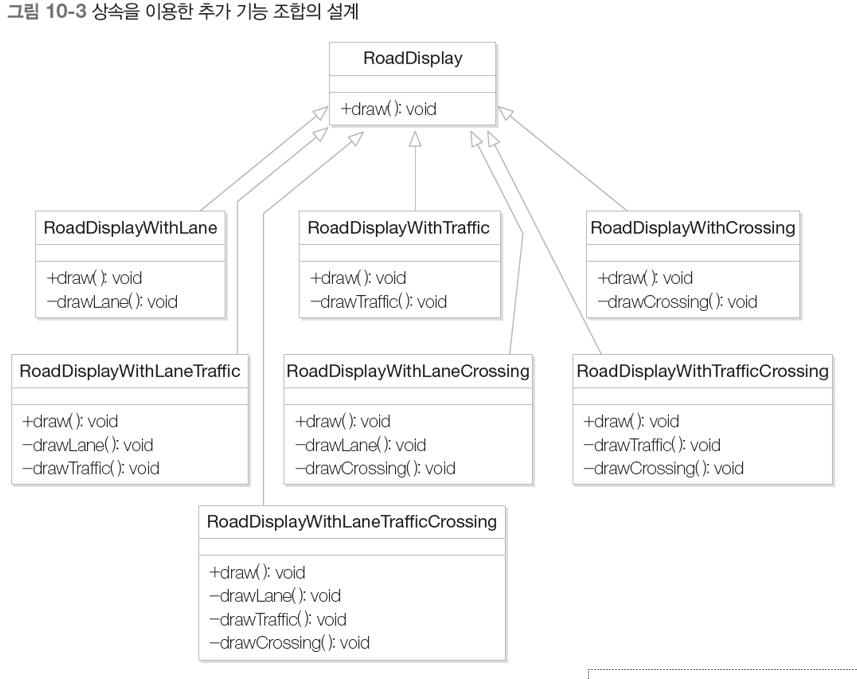 그림 10-3 상속을 이용한 추가 기능 조합의 설계
RoadDisplay
+draw(): void
RoadDisplayWithLane
+draw(): void
−drawLane(): void
RoadDisplayWithTraffic
+draw(): void
−drawTraffic(): void
RoadDisplayWithCrossing
+draw(): void
−drawCrossing(): void
RoadDisplayWithLaneTraffic
+draw(): void
−drawLane(): void
−drawTraffic(): void
RoadDisplayWithLaneCrossing
+draw(): void
−drawLane(): void
−drawCrossing(): void
RoadDisplayWithTrafficCrossing
+draw(): void
−drawTraffic(): void
−drawCrossing(): void
RoadDisplayWithLaneTrafficCrossing
+draw(): void
−drawLane(): void
−drawTraffic(): void
−drawCrossing(): void